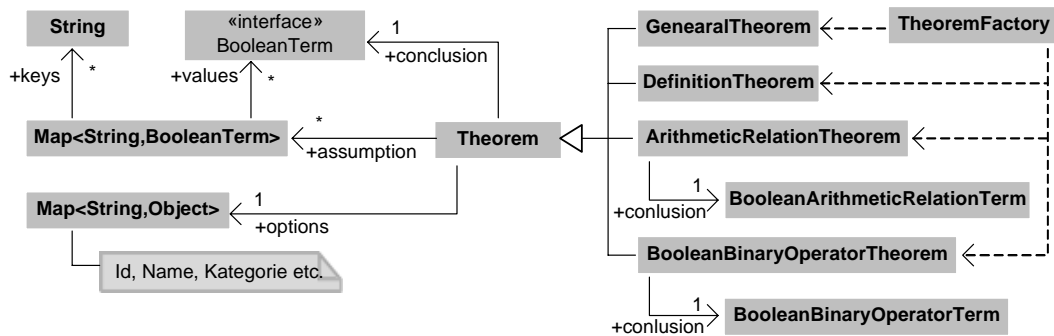 String
«interface»
BooleanTerm
+keys
*
+values
*
1
+conclusion
Map<String,BooleanTerm>
*
+assumption
Theorem
Map<String,Object>
1
+options
Id, Name, Kategorie etc.
GenearalTheorem
TheoremFactory
DefinitionTheorem
ArithmeticRelationTheorem
1
+conlusion
BooleanArithmeticRelationTerm
BooleanBinaryOperatorTheorem
1
+conlusion
BooleanBinaryOperatorTerm